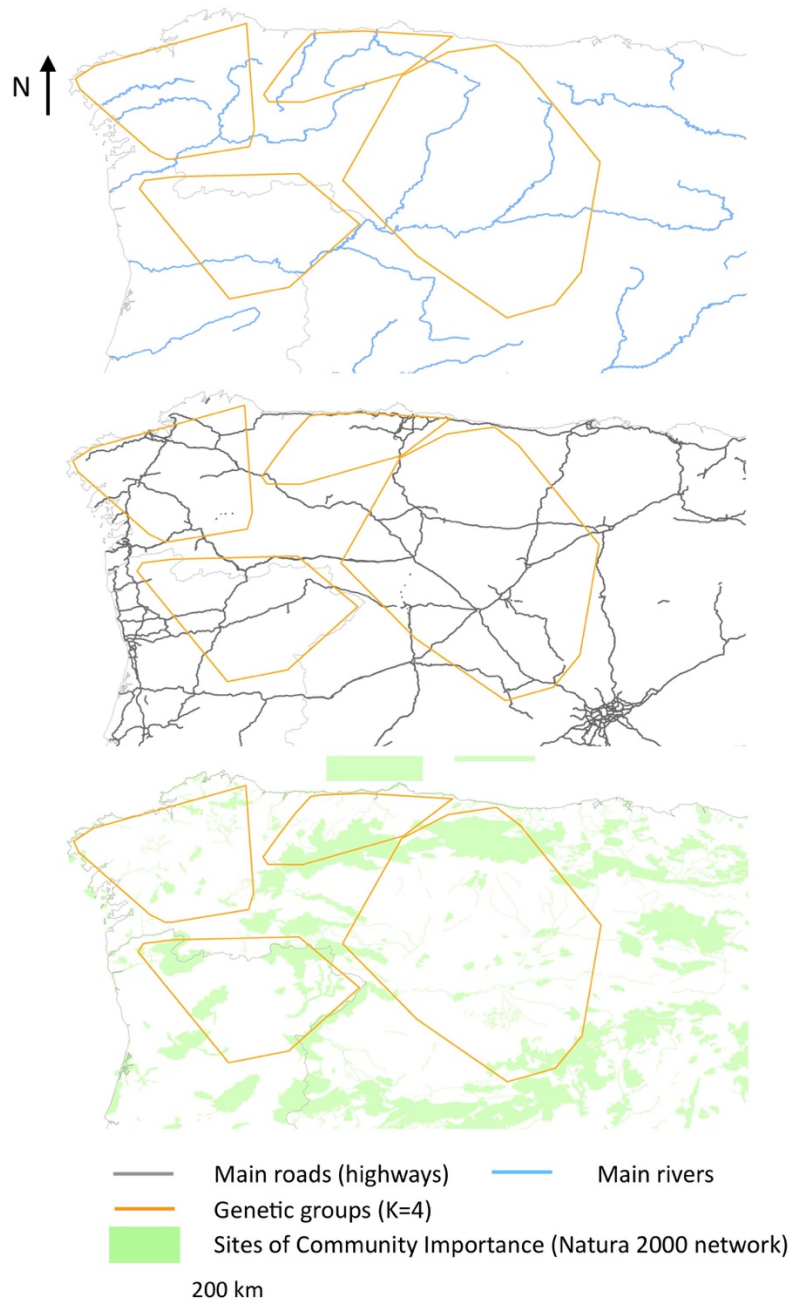 N
Main roads (highways) Main rivers
Genetic groups (K=4)
Sites of Community Importance (Natura 2000 network)
200 km